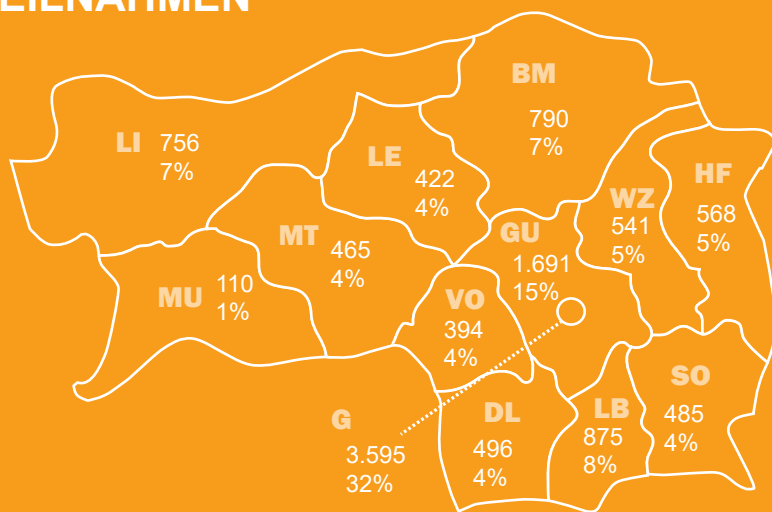 EILNAHMEN
BM
790
7%
LI 756
7%
LE
422
4%
HF
568
5%
WZ
541
5%
MT 465
4%
GU
1.691
15%
MU 110
1%
VO
394
4%
SO
485
4%
G
3.595
32%
DL
496
4%
LB
875
8%